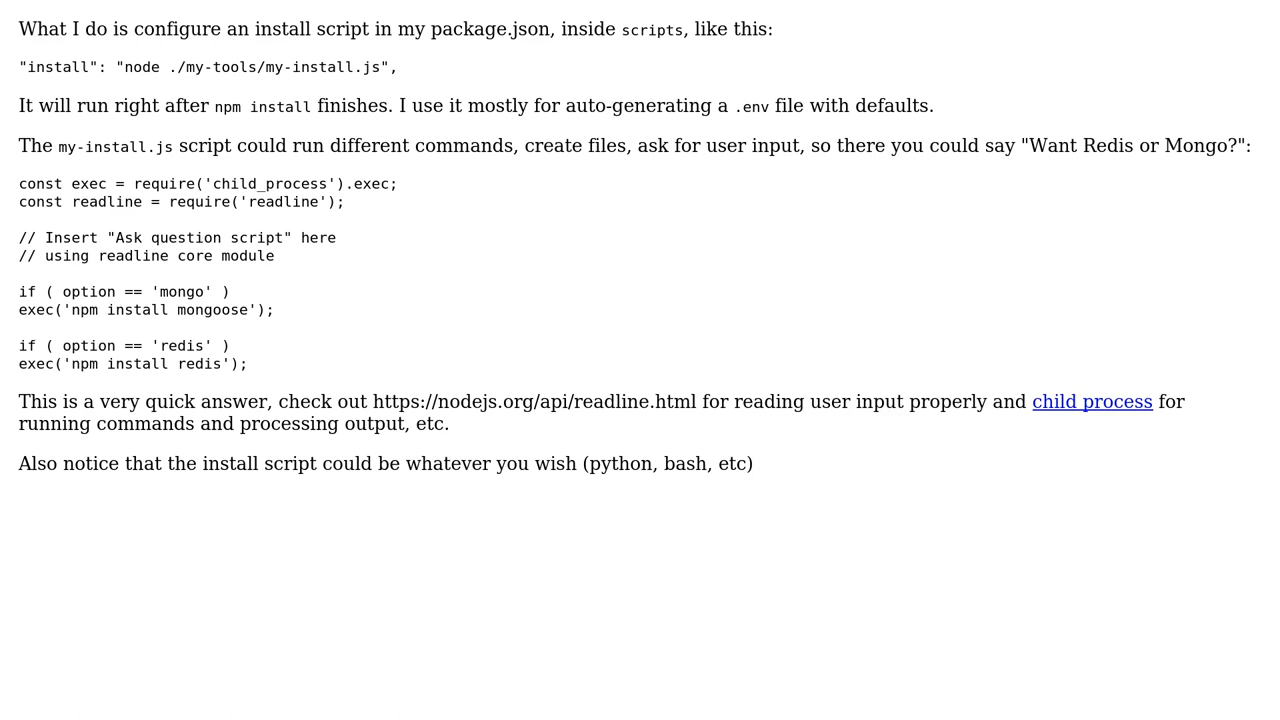 What I do is configure an install script in my package.json, inside scripts, like this:
"install": "node ./my-tools/my-install.js",
It will run right after npm install finishes. I use it mostly for auto-generating a .env file with defaults.
The my-install.js script could run different commands, create files, ask for user input, so there you could say "Want Redis or Mongo?":
const exec = require('child_process').exec;
const readline = require('readline');
// Insert "Ask question script" here
// using readline core module
if ( option == 'mongo' )
exec('npm install mongoose');
if ( option == 'redis' )
exec('npm install redis');
This is a very quick answer, check out https://nodejs.org/api/readline.html for reading user input properly and child process for
running commands and processing output, etc.
Also notice that the install script could be whatever you wish (python, bash, etc)